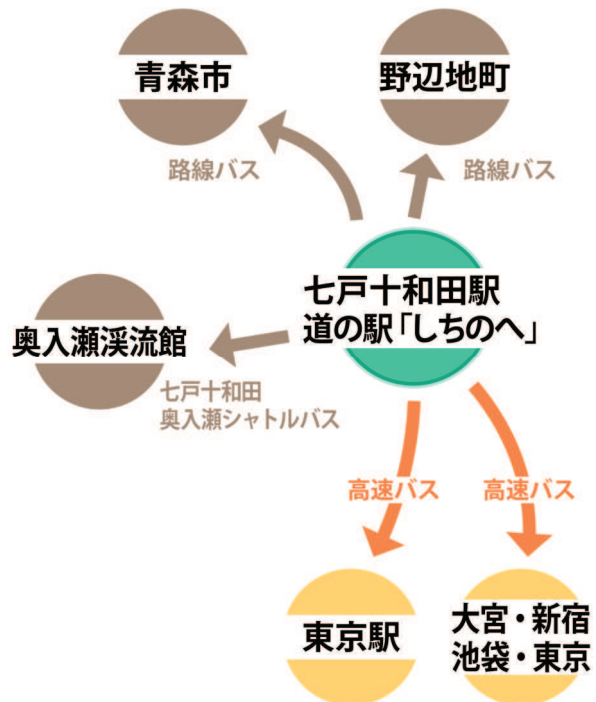 青森市
野辺地町
路線バス
路線バス
七戸十和田駅
道の駅「しちのへ」
奥入瀬渓流館
七戸十和田
奥入瀬シャトルバス
高速バス
高速バス
東京駅
大宮・新宿
池袋・東京